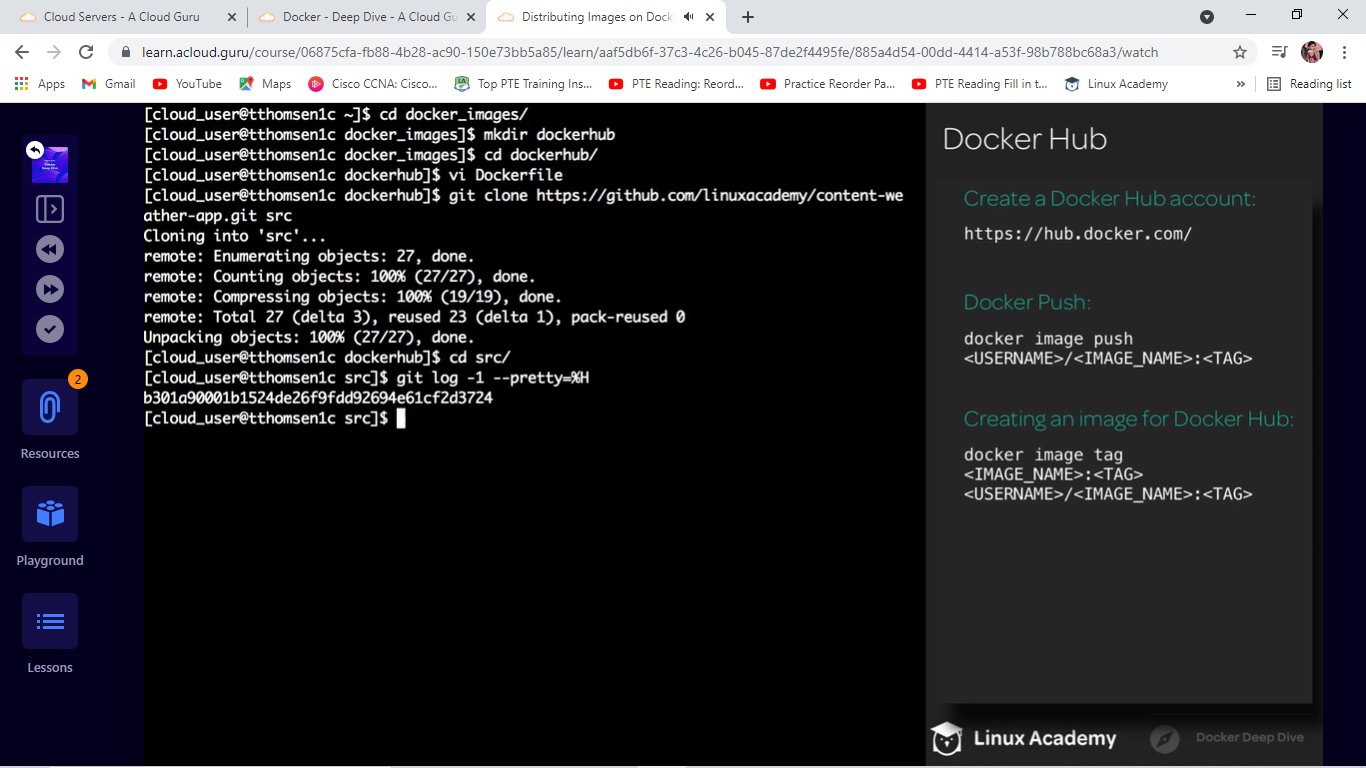 Cloud Servers - A Cloud Guru
Docker - Deep Dive - A Cloud Gu
Distributing Images on Dock
learn.acloud.guru/course/06875cfa-fb88-4b28-ac90-150e73bb5a85/learn/aaf5db6f-37c3-4c26-b045-87de2f4495fe/885a4d54-00dd-4414-a53f-98b788bc68a3/watch
Apps
Gmail
YouTube
Maps
Cisco CCNA: Cisco...
Top PTE Training Ins...
PTE Reading: Reord...
Practice Reorder Pa...
PTE Reading Fill in t...
Linux Academy
»
Reading list
2
Resources
Playground
Lessons
[cloud_user@tthomsen1c ~]$ cd docker_images/
[cloud_user@tthomsen1c docker_images]$ mkdir dockerhub
[cloud_user@tthomsen1c docker_images]$ cd dockerhub/
[cloud_user@tthomsen1c dockerhub]$ vi Dockerfile
[cloud_user@tthomsen1c dockerhub]$ git clone https://github.com/linuxacademy/content-we
ather-app.git src
Cloning into 'src'...
remote: Enumerating objects: 27, done.
remote: Counting objects: 100% (27/27), done.
remote: Compressing objects: 100% (19/19), done.
remote: Total 27 (delta 3), reused 23 (delta 1), pack-reused 0
Unpacking objects: 100% (27/27), done.
[cloud_user@tthomsen1c dockerhub]$ cd src/
[cloud_user@tthomsen1c src]$ git log -1 --pretty=%H
b301a90001b1524de26f9fdd92694e61cf2d3724
[cloud_user@tthomsen1c src]$
Docker Hub
Create a Docker Hub account:
https://hub.docker.com/
Docker Push:
docker image push
<USERNAME>/<IMAGE_NAME>:<TAG>
Creating an image for Docker Hub:
docker image tag
<IMAGE_NAME>:<TAG>
<USERNAME>/<IMAGE_NAME>:<TAG>
Linux Academy
Docker Deep Dive